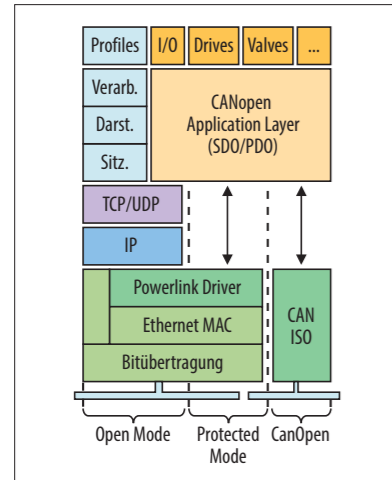 Profiles I/O Drives Valves ...
Verarb.
Darst.
Sitz.
CANopen
Application Layer
(SDO/PDO)
TCP/UDP
IP
Powerlink Driver
Ethernet MAC
Bitübertragung
CAN
ISO
Open Mode
Protected
Mode
CanOpen